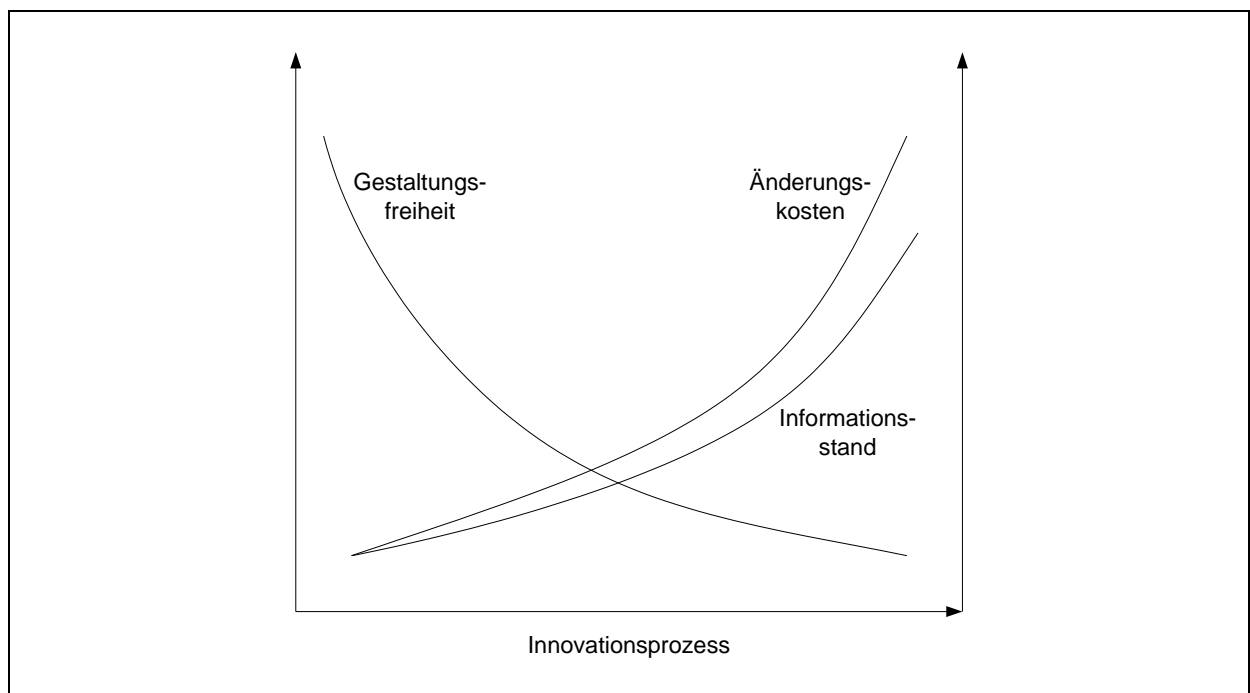 Gestaltungs-
freiheit
Änderungs-
kosten
Informations-
stand
Innovationsprozess